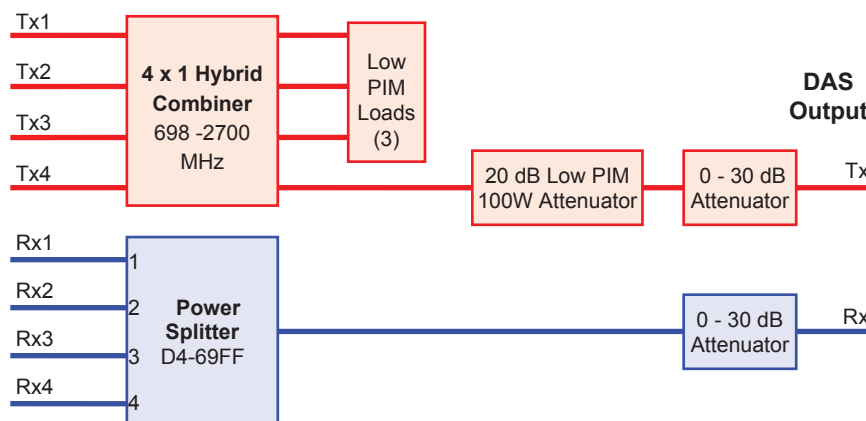 Tx1
Tx2
Tx3
Tx4
4 x 1 Hybrid
Combiner
698 -2700
MHz
Low
PIM
Loads
(3)
20 dB Low PIM
100W Attenuator
0 - 30 dB
Attenuator
DAS
Output
Tx
Rx1
Rx2
Rx3
Rx4
1
2
3
4
Power
Splitter
D4-69FF
0 - 30 dB
Attenuator
Rx